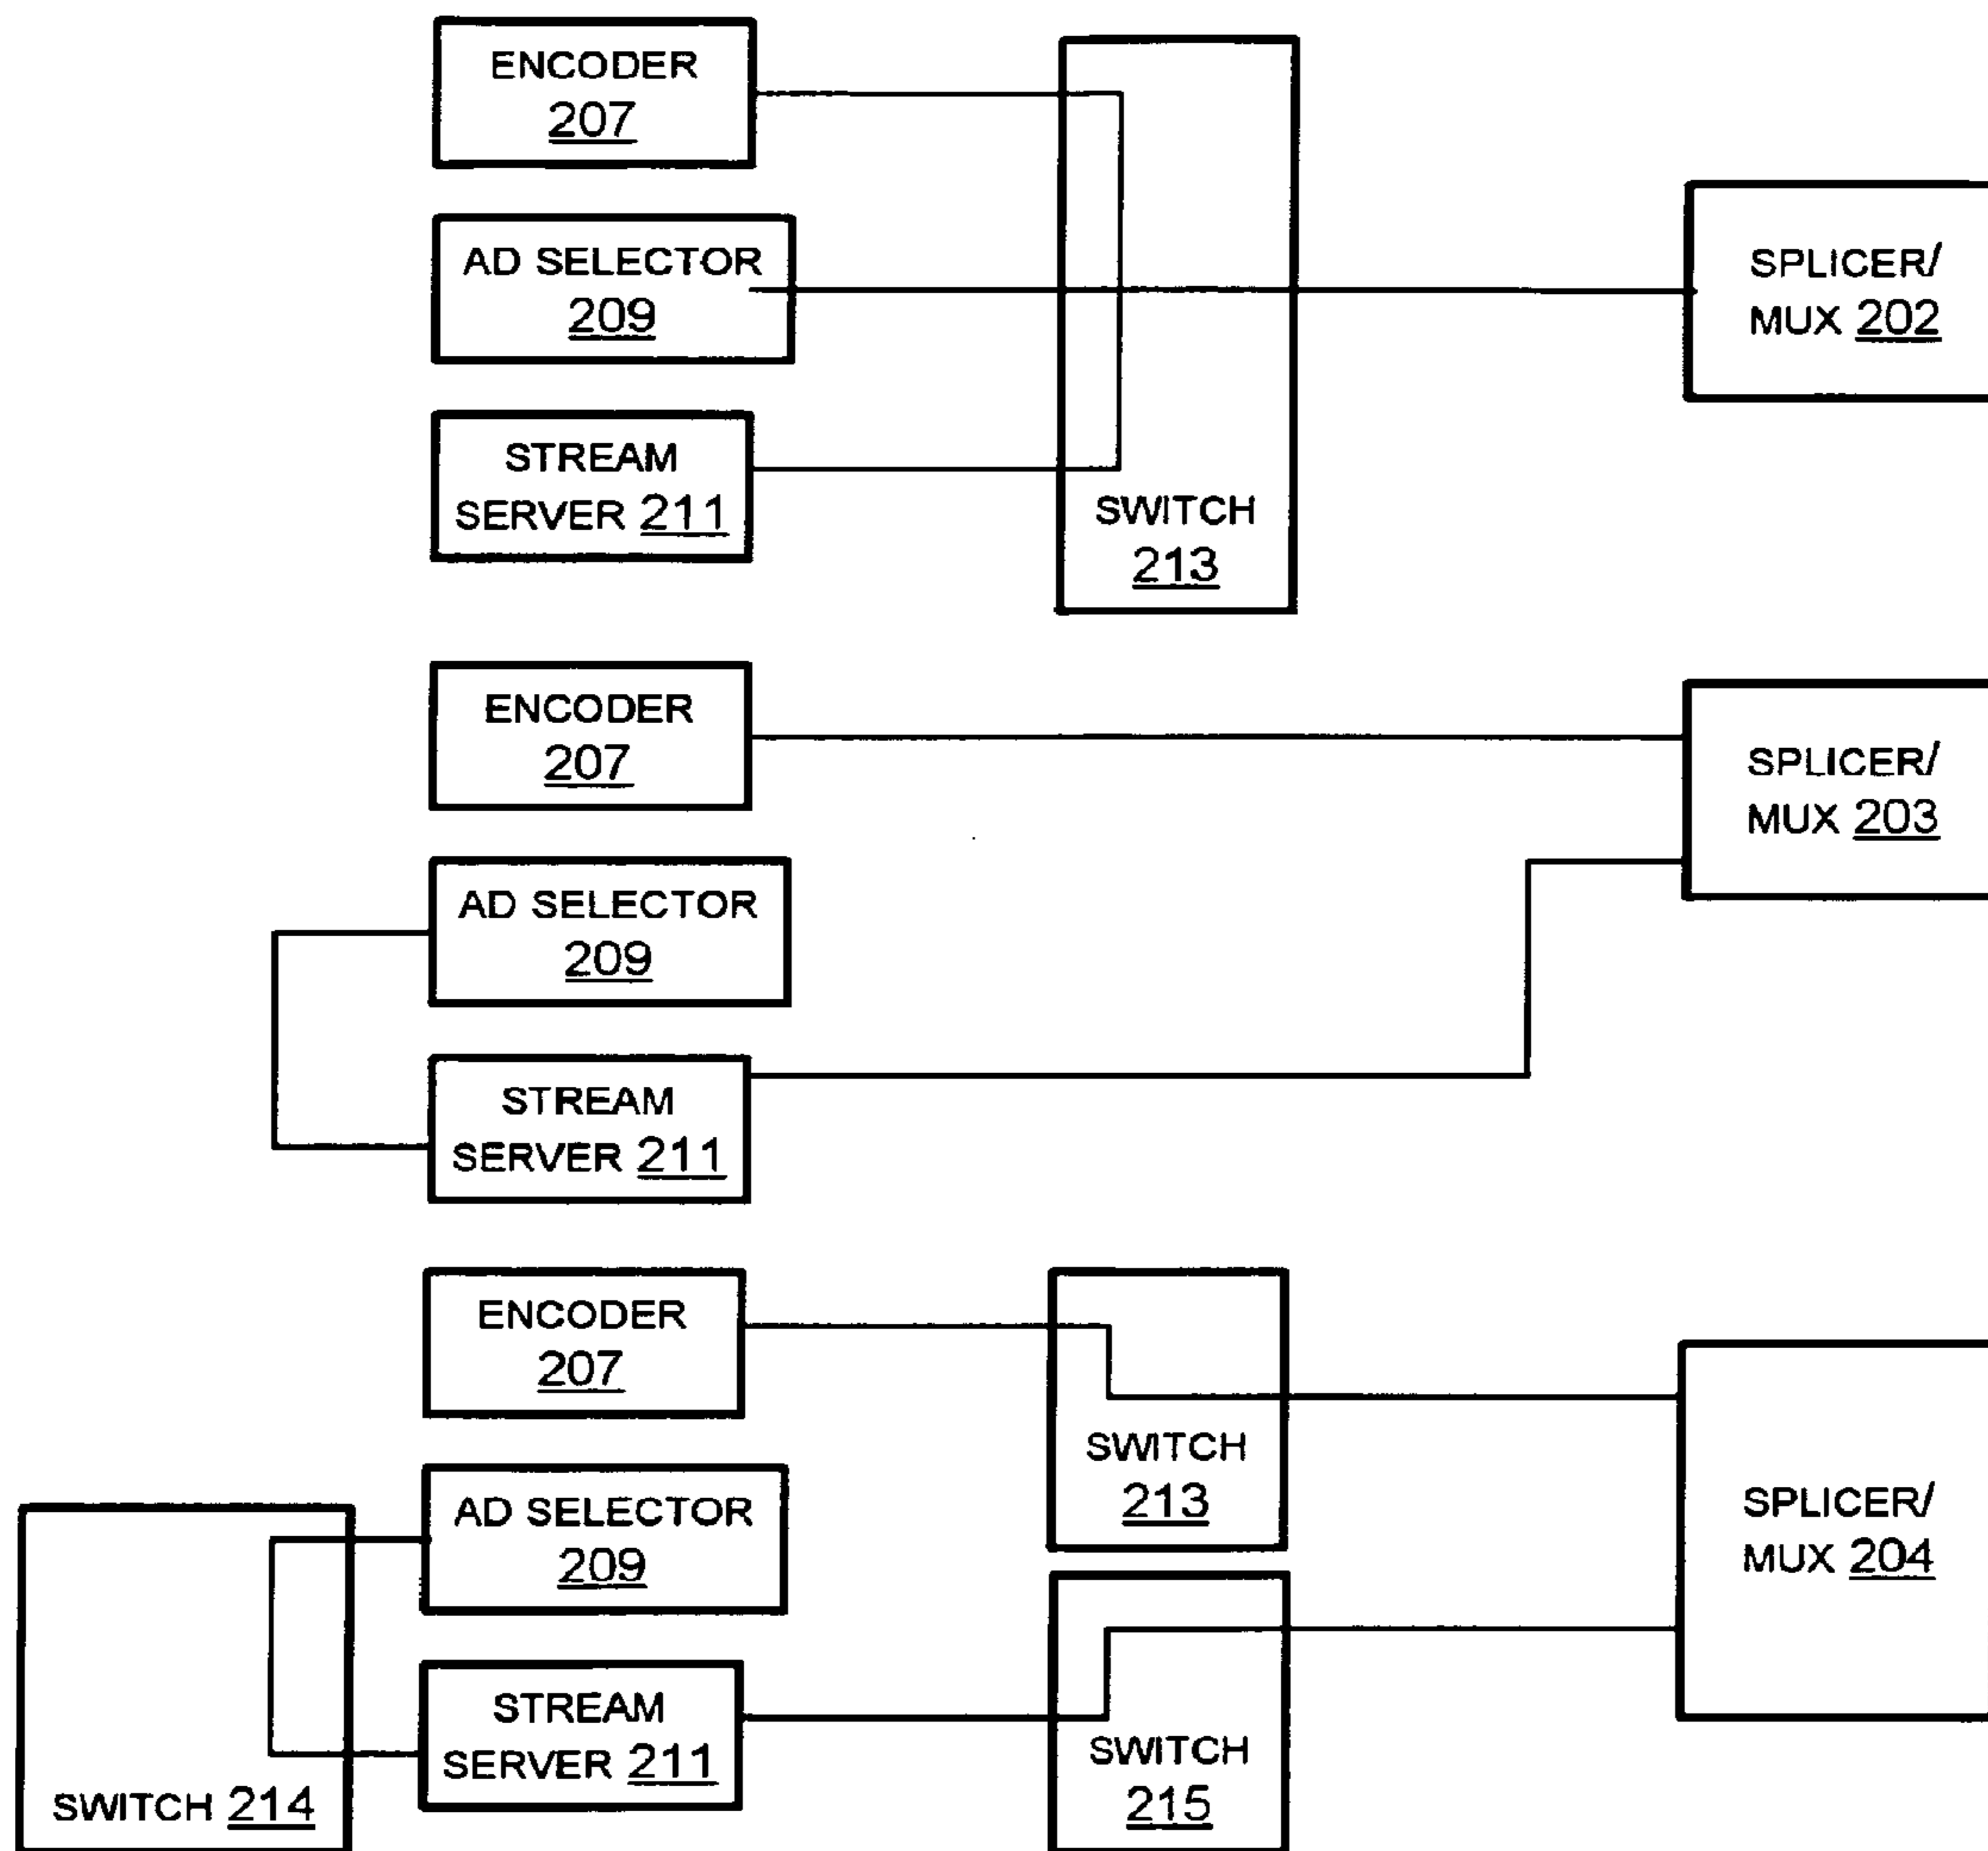 ENCODER
207
AD SELECTOR
209
STREAM
SERVER 211
SWITCH
213
SPLICER/
MUX 202
ENCODER
207
AD SELECTOR
209
STREAM
SERVER 211
SPLICER/
MUX 203
ENCODER
207
AD SELECTOR
209
STREAM
SERVER 211
SWITCH 214
SWITCH
213
SWITCH
215
SPLICER/
MUX 204